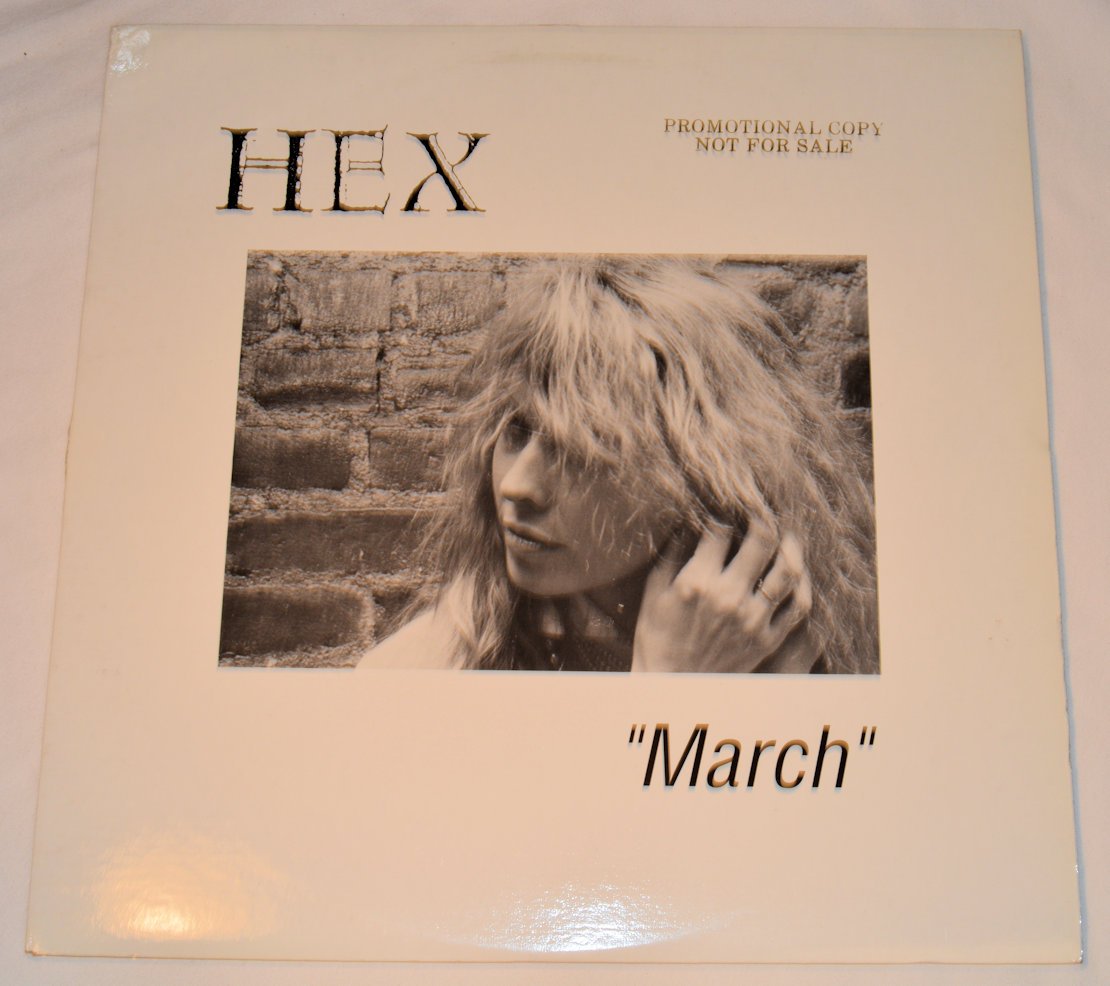 HEX
PROMOTIONAL COPY
NOT FOR SALE
"March"